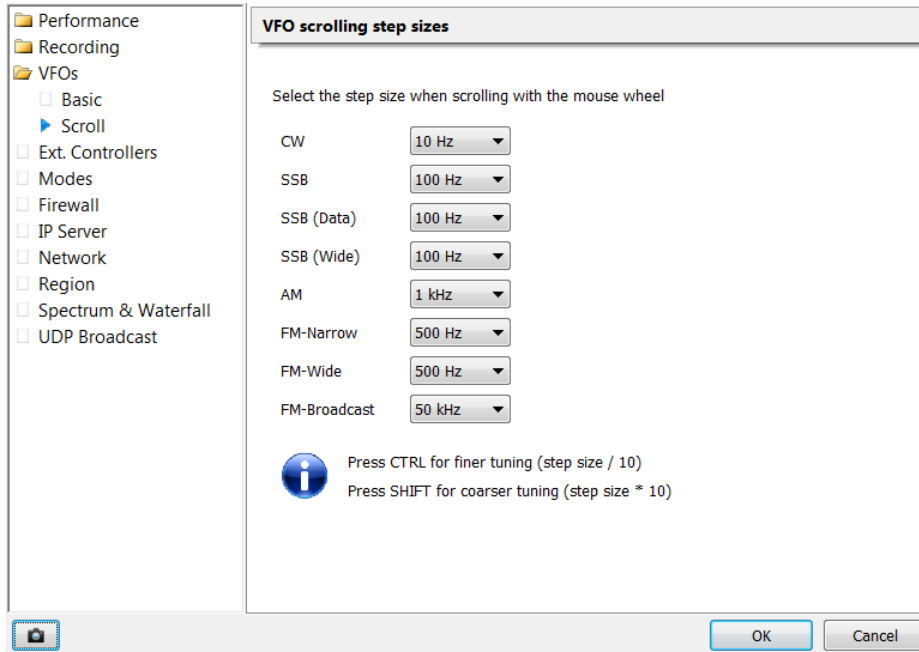 Performance
Recording
VFOs
Basic
Scroll
Ext. Controllers
Modes
Firewall
IP Server
Network
Region
Spectrum & Waterfall
UDP Broadcast
VFO scrolling step sizes
Select the step size when scrolling with the mouse wheel
CW 10 Hz
SSB 100 Hz
SSB (Data) 100 Hz
SSB (Wide) 100 Hz
AM 1 kHz
FM-Narrow 500 Hz
FM-Wide 500 Hz
FM-Broadcast 50 kHz
Press CTRL for finer tuning (step size / 10)
Press SHIFT for coarser tuning (step size * 10)
OK Cancel